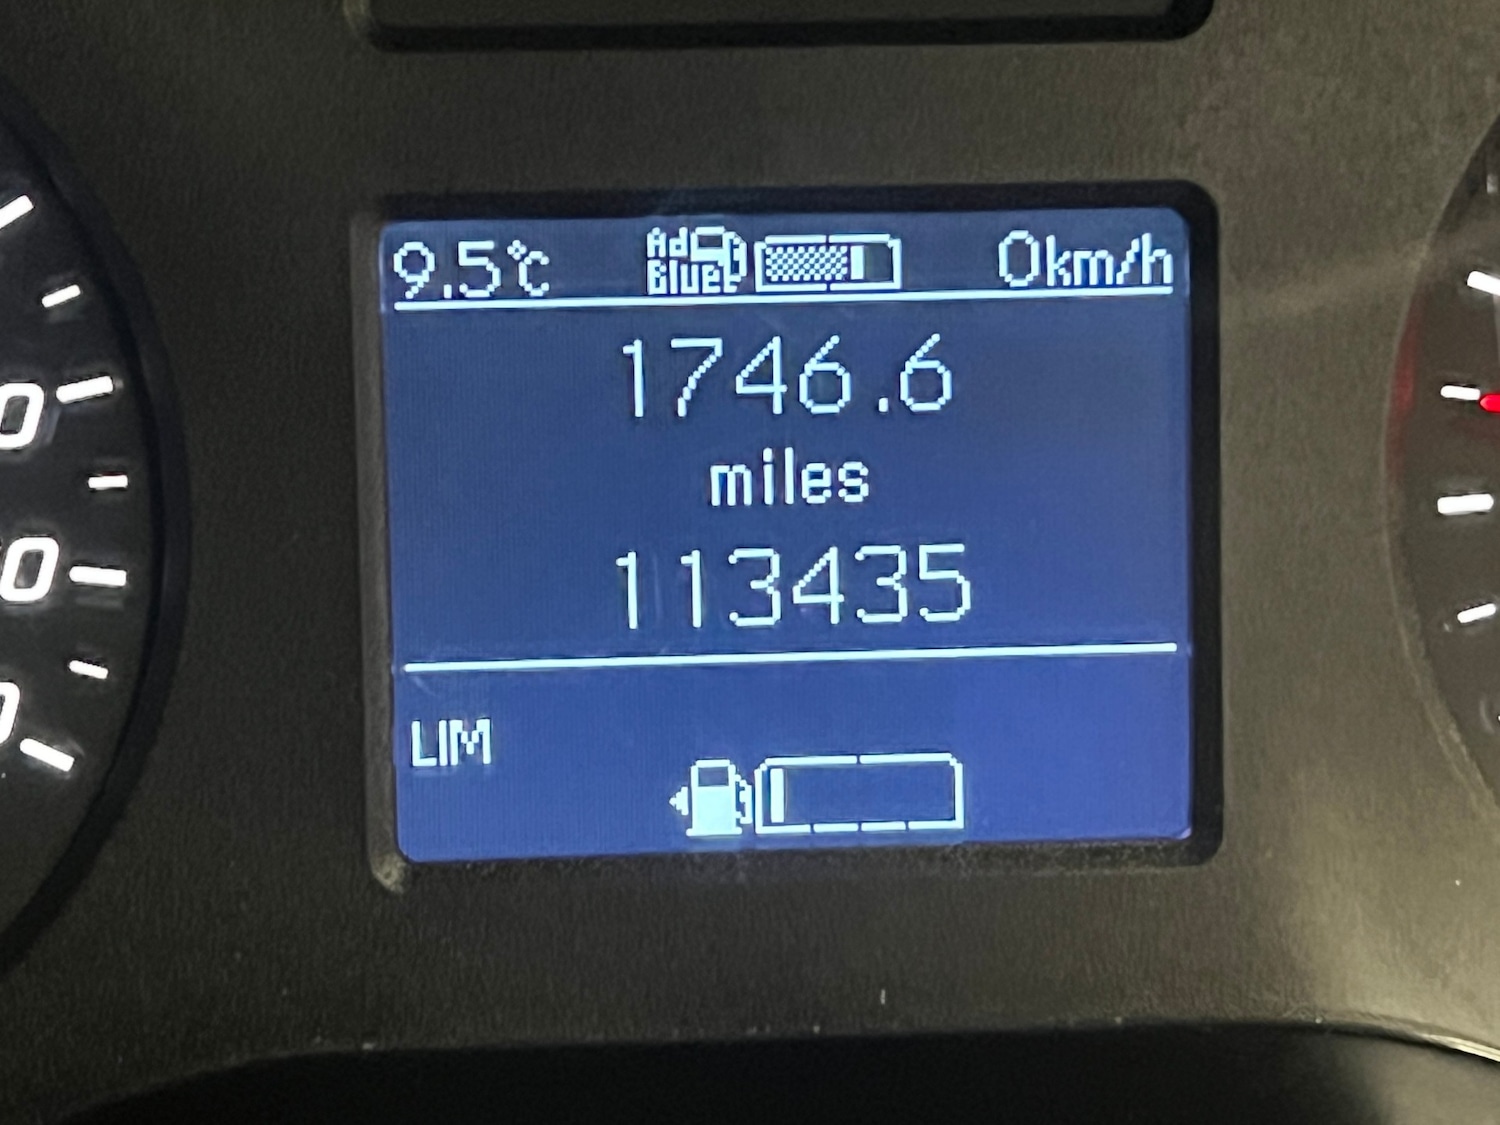 9.5°C Ad Blue 0km/h
1746.6
miles
113435
LIM